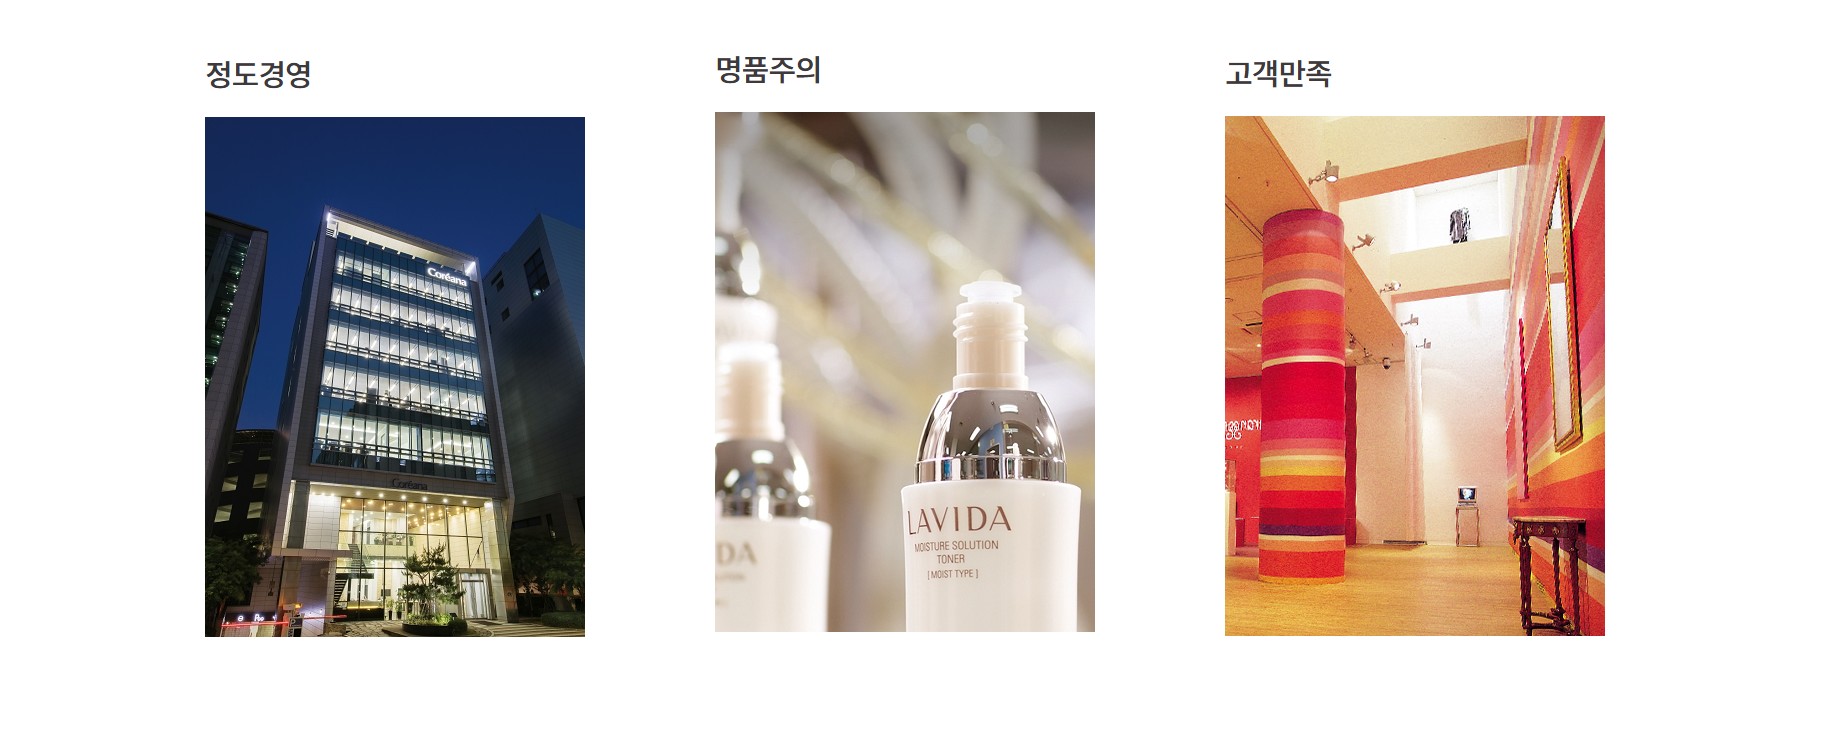 정도경영
명품주의
고객만족
Coréana
Coréana
LAVIDA
MOISTURE SOLUTION
TONER
[ MOIST TYPE ]
DA